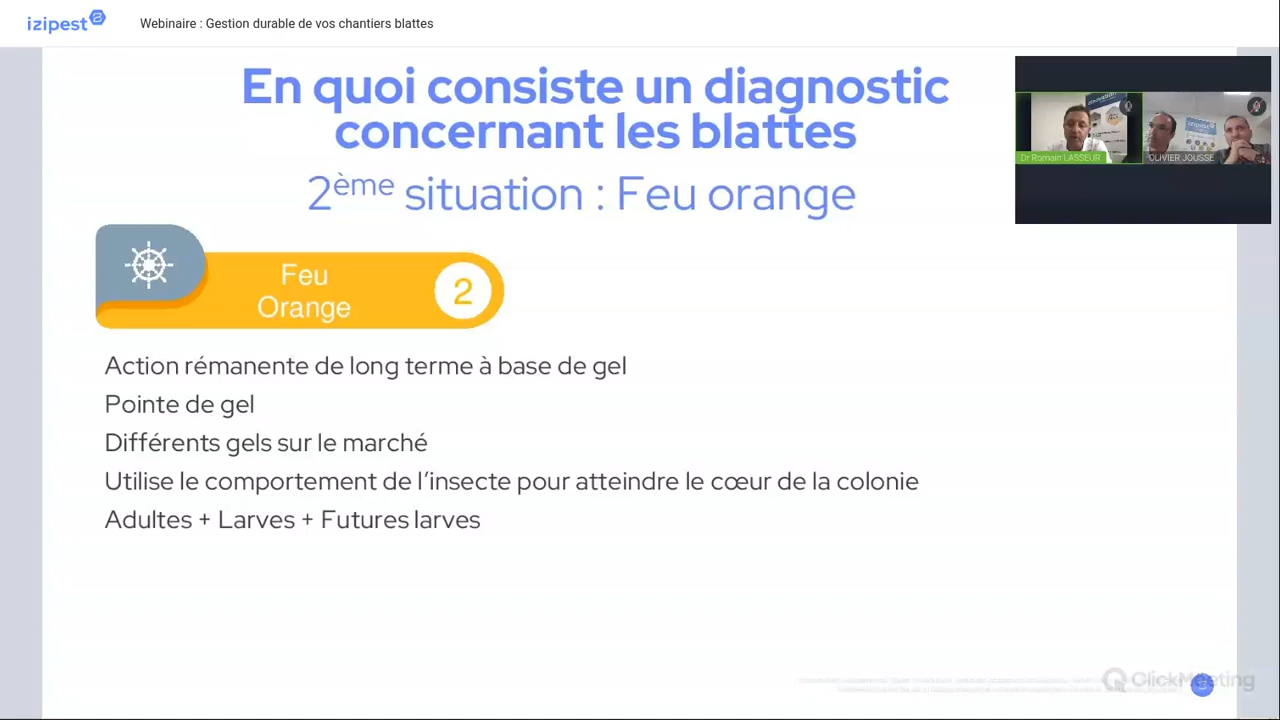 izipest
Webinaire : Gestion durable de vos chantiers blattes
En quoi consiste un diagnostic
concernant les blattes
2ème situation : Feu orange
Dr Romain LASSEUR
OLIVIER JOUSSE
izipest
Feu
Orange
2
Action rémanente de long terme à base de gel
Pointe de gel
Différents gels sur le marché
Utilise le comportement de l’insecte pour atteindre le cœur de la colonie
Adultes + Larves + Futures larves
ClickMeeting